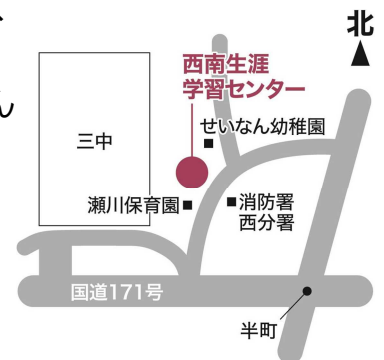 北
西南生涯
学習センター
せいなん幼稚園
三中
瀬川保育園
消防署
西分署
国道171号
半町
ん